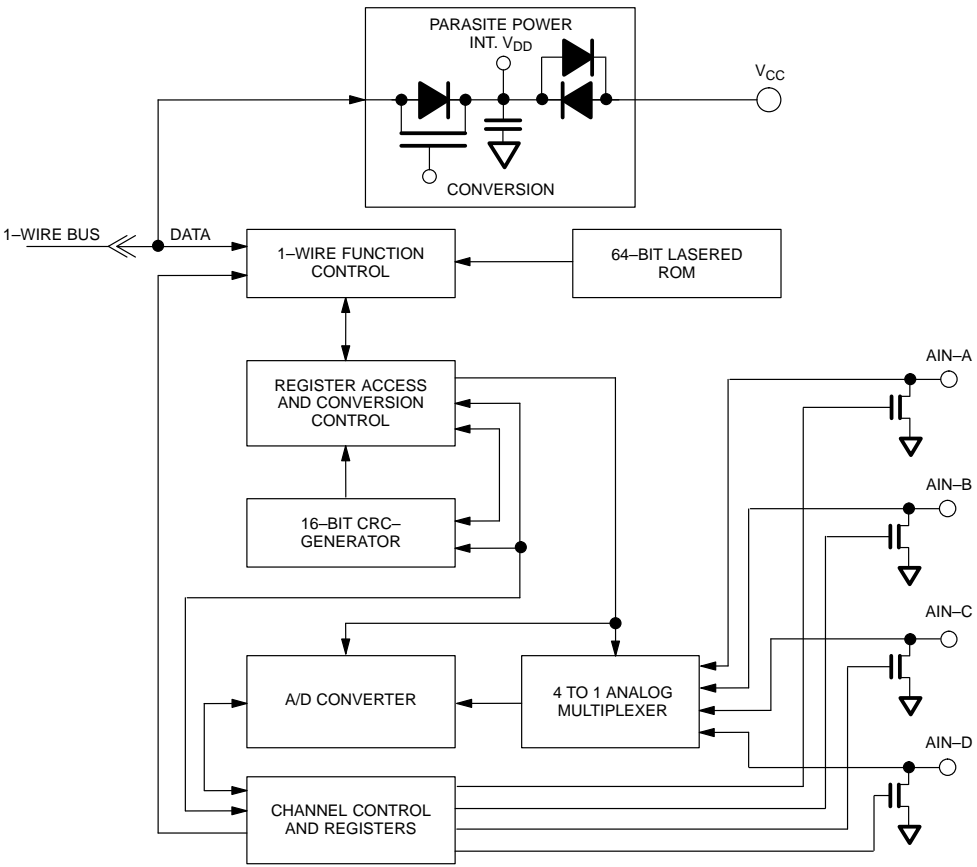 PARASITE POWER
INT. VDD
VCC
CONVERSION
1–WIRE BUS
DATA
1–WIRE FUNCTION
CONTROL
64–BIT LASERED
ROM
REGISTER ACCESS
AND CONVERSION
CONTROL
AIN–A
16–BIT CRC–
GENERATOR
AIN–B
AIN–C
A/D CONVERTER
4 TO 1 ANALOG
MULTIPLEXER
AIN–D
CHANNEL CONTROL
AND REGISTERS